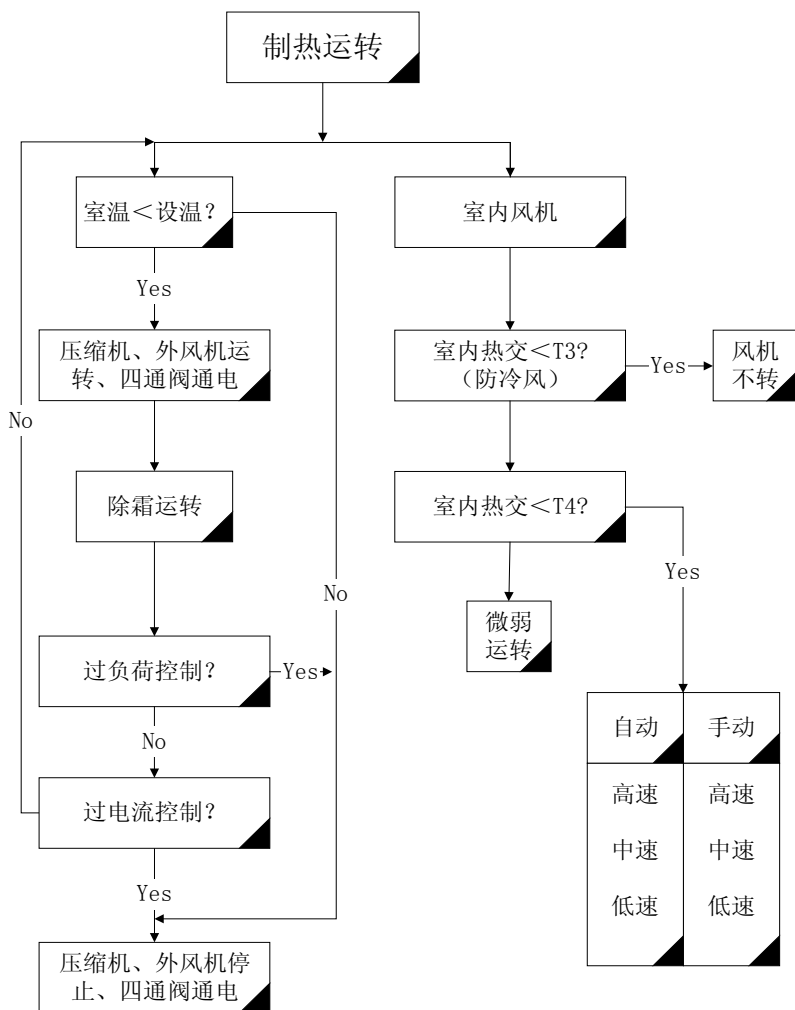 制热运转
室温＜设温？
Yes
压缩机、外风机运
转、四通阀通电
No
除霜运转
No
过负荷控制？
Yes
No
过电流控制？
Yes
压缩机、外风机停
止、四通阀通电
室内风机
室内热交＜T3?
（防冷风）
Yes
风机
不转
室内热交＜T4?
Yes
微弱
运转
自动
手动
高速
中速
低速
高速
中速
低速